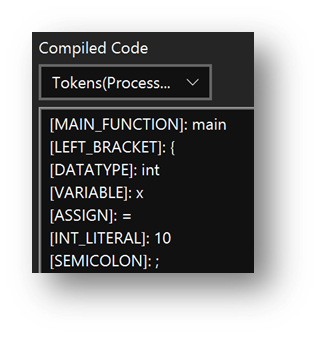 Compiled Code
Tokens(Process...
[MAIN_FUNCTION]: main
[LEFT_BRACKET]: {
[DATATYPE]: int
[VARIABLE]: x
[ASSIGN]: =
[INT_LITERAL]: 10
[SEMICOLON]: ;